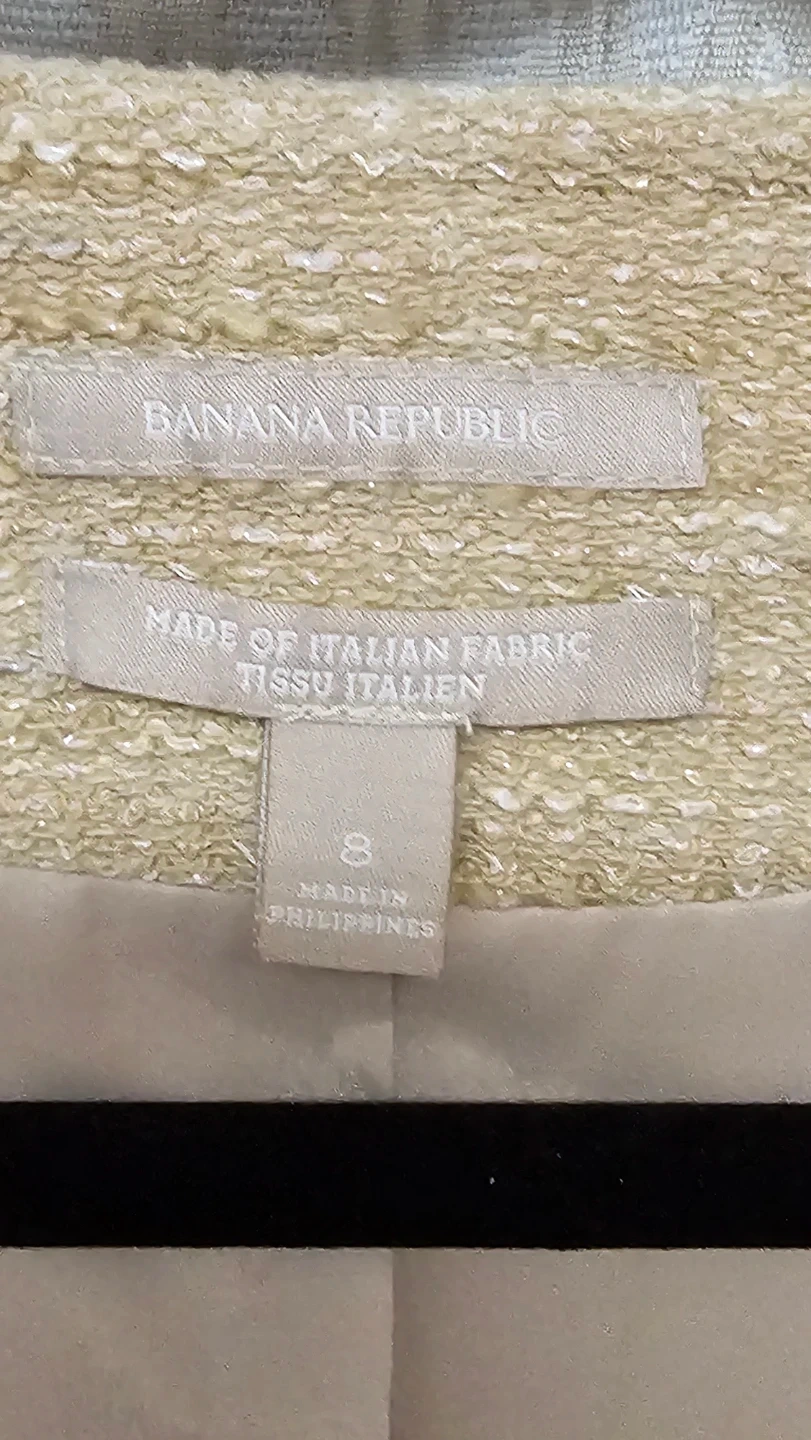 BANANA REPUBLIC
MADE OF ITALIAN FABRIC
TISSU ITALIEN
8
MADE IN
PHILIPPINES